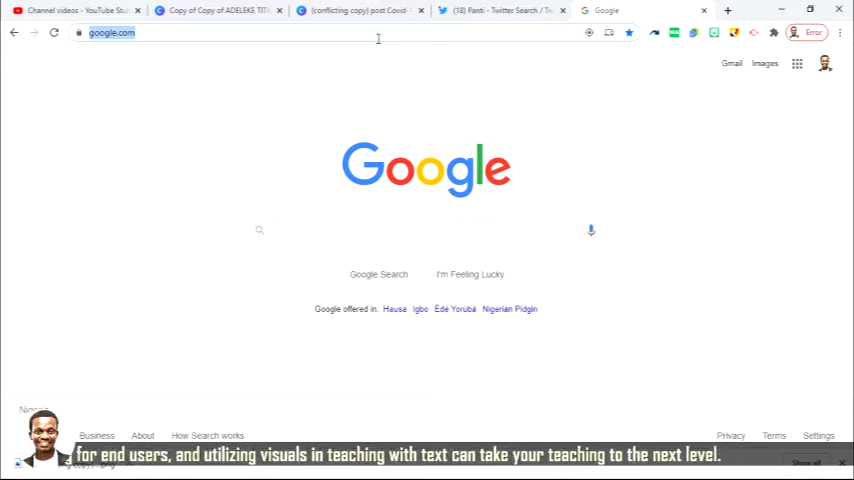 Channel videos - YouTube Stu
Copy of Copy of ADELEKE TITI
(conflicting copy) post Covid-
(18) Panti - Twitter Search / Tw
Google
google.com
Error
Gmail
Images
Google
Google Search
I'm Feeling Lucky
Google offered in: Hausa Igbo Èdè Yorùbá Nigerian Pidgin
Business
About
How Search works
Privacy
Terms
Settings
for end users, and utilizing visuals in teaching with text can take your teaching to the next level.
Show all